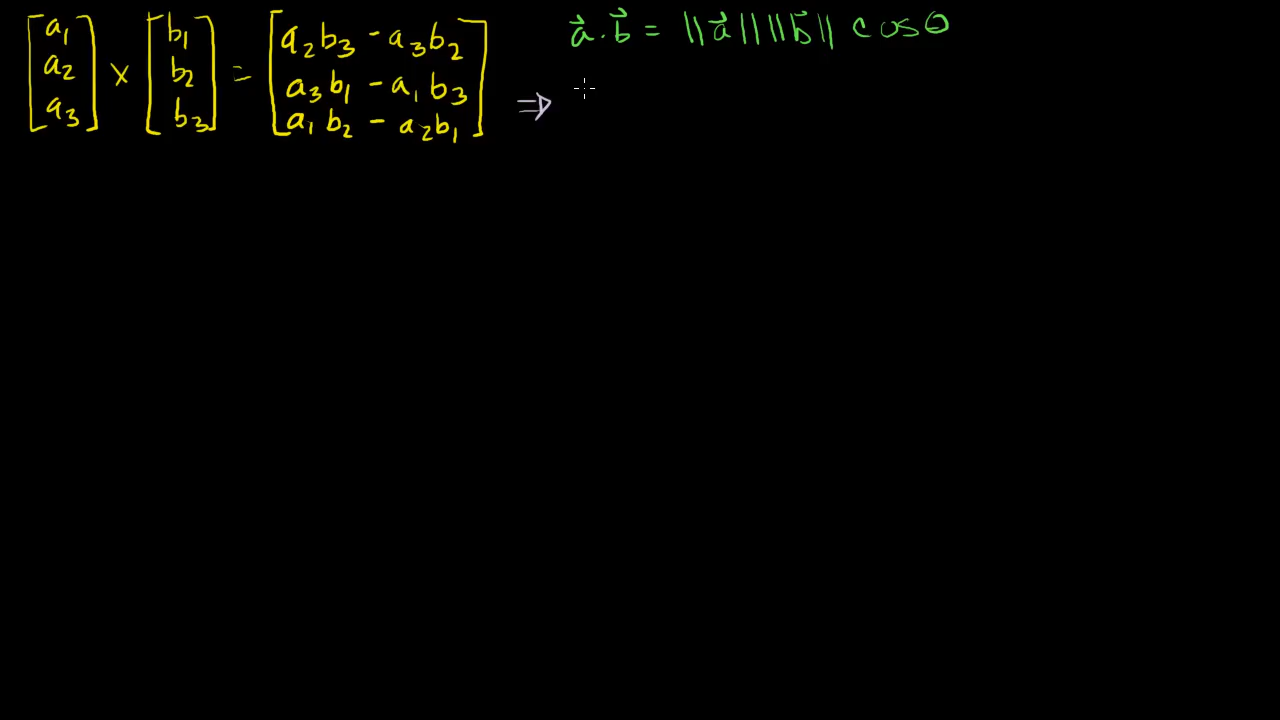 [a₁ a₂ a₃] × [b₁ b₂ b₃] = [a₂b₃ - a₃b₂ a₃b₁ - a₁b₃ a₁b₂ - a₂b₁] ⇒
a⃗ · b⃗ = ||a⃗|| ||b⃗|| cosθ